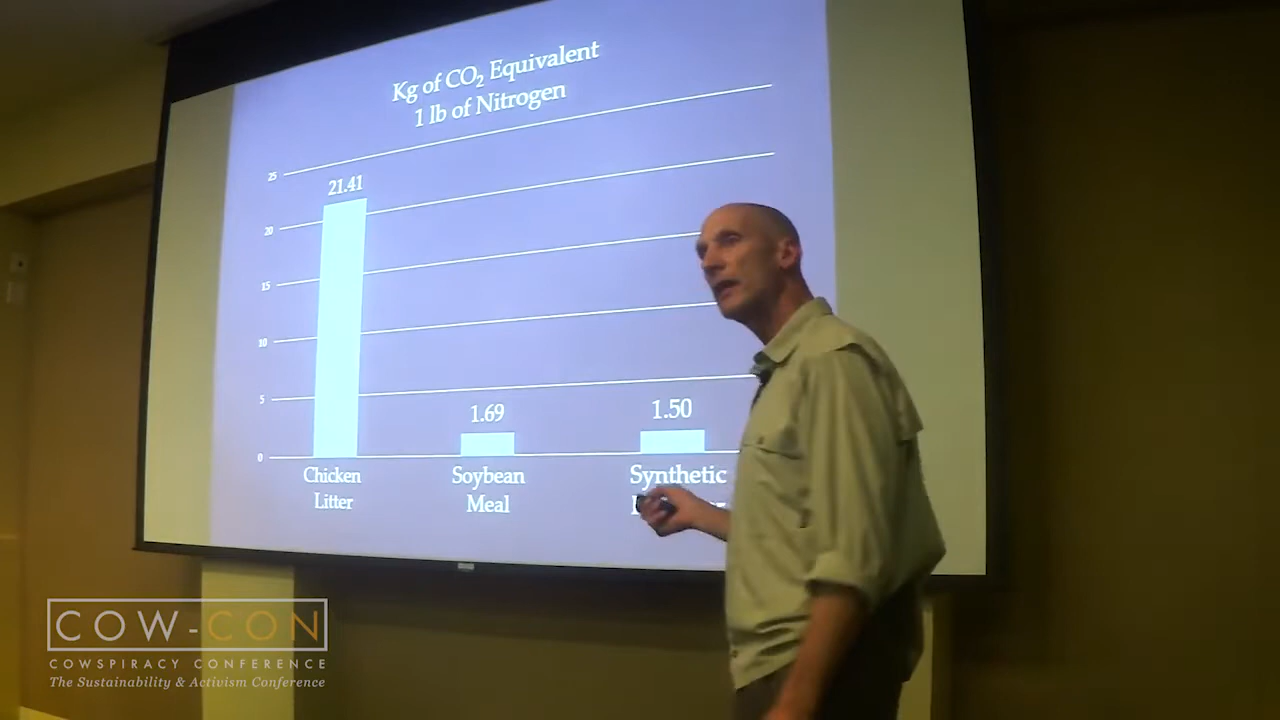 Kg of CO₂ Equivalent
1 lb of Nitrogen
25
21.41
20
15
10
5
1.69
1.50
0
Chicken
Litter
Soybean
Meal
Synthetic
COW-CON
COWSPIRACY CONFERENCE
The Sustainability & Activism Conference